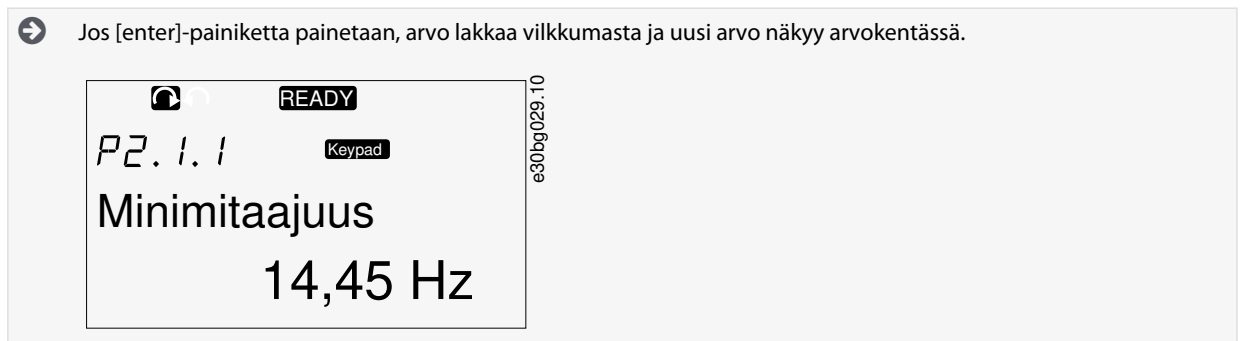 Jos [enter]-painiketta painetaan, arvo lakkaa vilkkumasta ja uusi arvo näkyy arvokentässä.
READY
P2.1.1 Keypad
Minimitaajuus
14,45 Hz
e30bg029.10